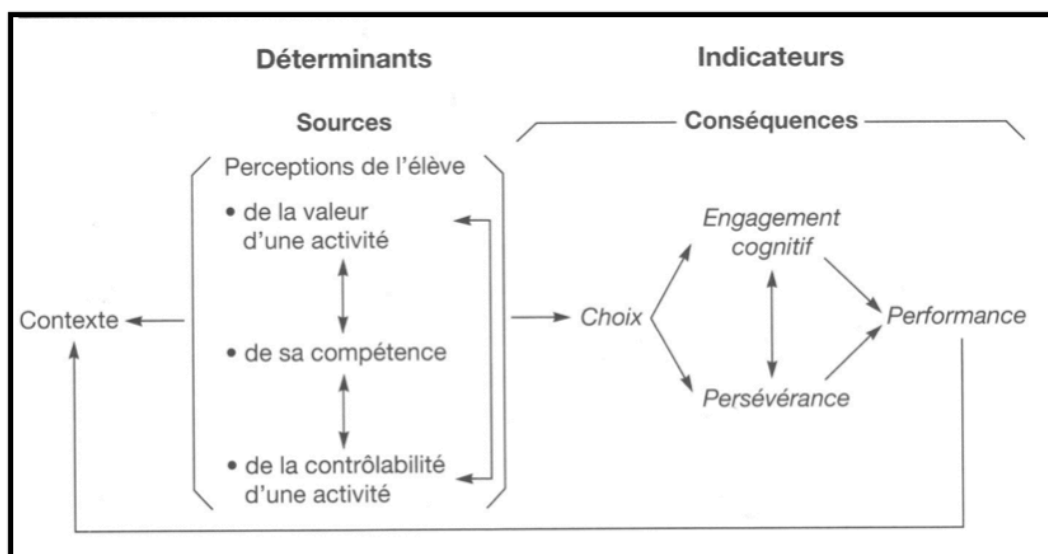 Déterminants
Indicateurs
Sources
Conséquences
Perceptions de l'élève
• de la valeur
d'une activité
Engagement
cognitif
Contexte
Choix
Performance
• de sa compétence
Persévérance
• de la contrôlabilité
d'une activité